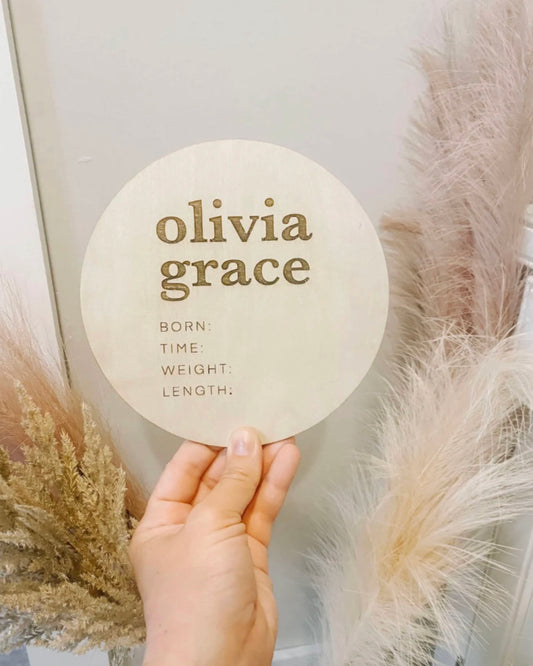 olivia
grace
BORN:
TIME:
WEIGHT:
LENGTH: